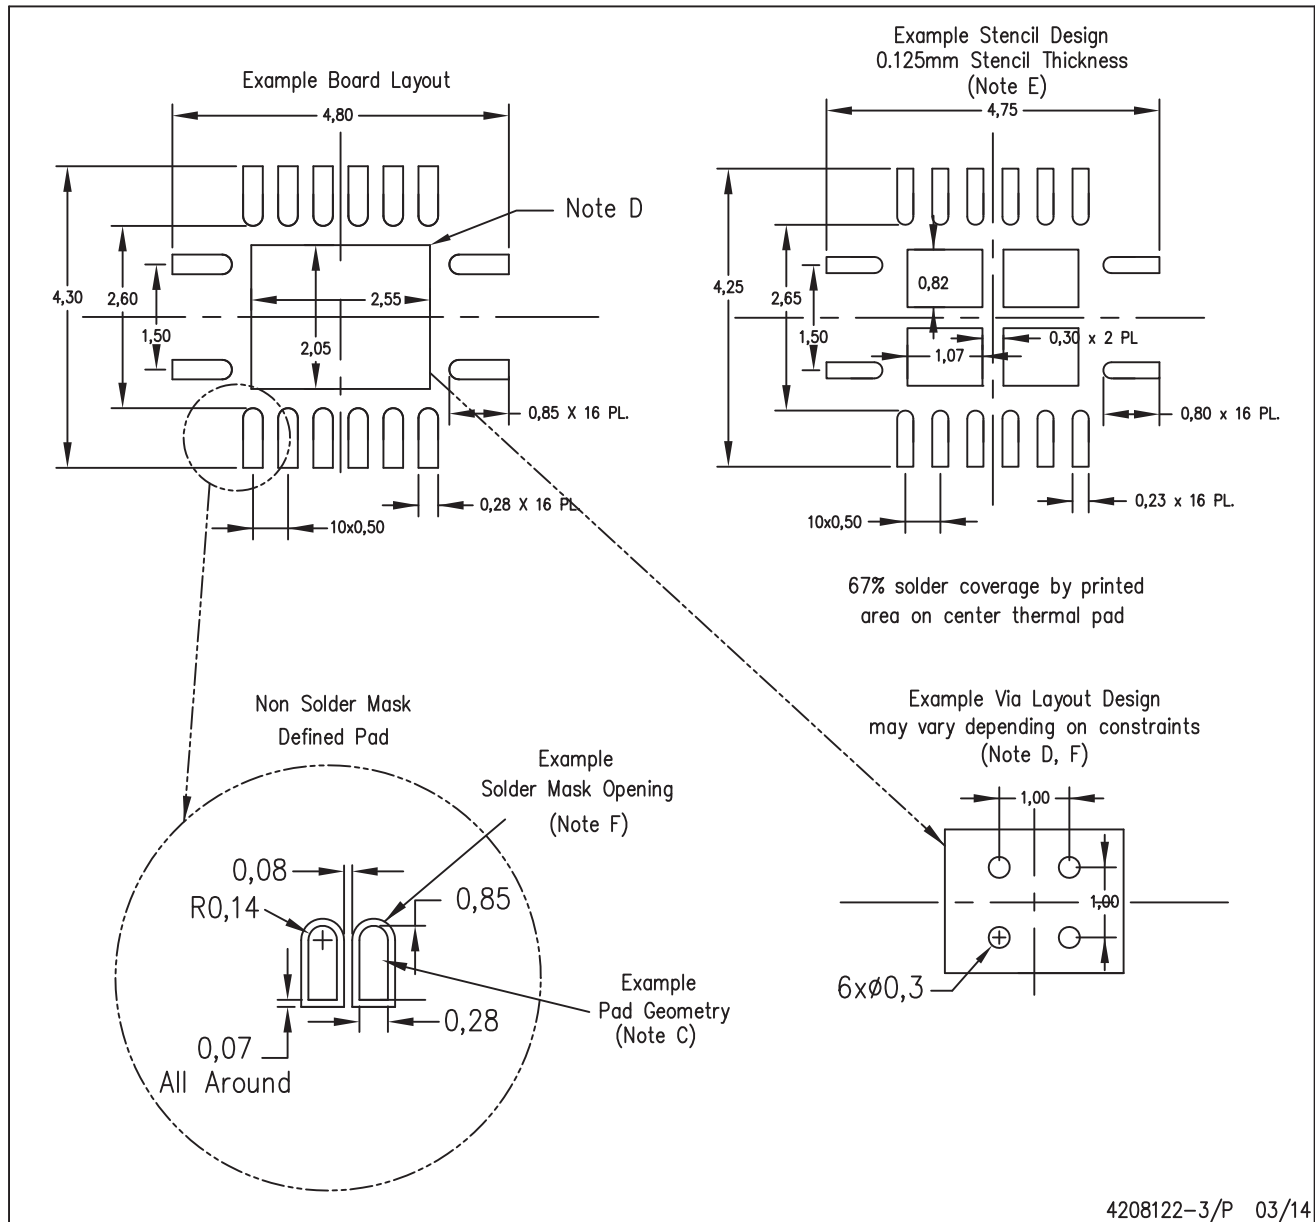 Example Board Layout
4,80
4,30
2,60
1,50
2,55
2,05
Note D
0,85 X 16 PL.
0,28 X 16 PL
10x0,50
Example Stencil Design
0.125mm Stencil Thickness
(Note E)
4,75
4,25
2,65
1,50
0,82
0,30 x 2 PL
1,07
0,80 x 16 PL.
0,23 x 16 PL.
10x0,50
67% solder coverage by printed
area on center thermal pad
Non Solder Mask
Defined Pad
Example
Solder Mask Opening
(Note F)
0,08
R0,14
0,85
0,28
0,07
All Around
Example
Pad Geometry
(Note C)
Example Via Layout Design
may vary depending on constraints
(Note D, F)
1,00
1,00
6xø0,3
4208122-3/P 03/14